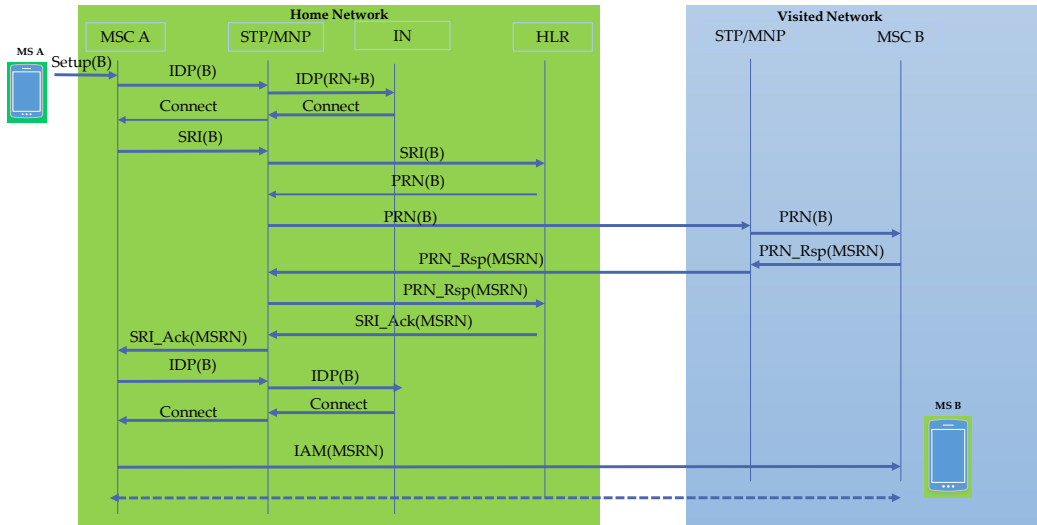 Home Network
Visited Network
MSC A
STP/MNP
IN
HLR
STP/MNP
MSC B
MS A
Setup(B)
IDP(B)
IDP(RN+B)
Connect
Connect
SRI(B)
SRI(B)
PRN(B)
PRN(B)
PRN(B)
PRN_Rsp(MSRN)
PRN_Rsp(MSRN)
PRN_Rsp(MSRN)
SRI_Ack(MSRN)
SRI_Ack(MSRN)
IDP(B)
IDP(B)
Connect
Connect
MS B
IAM(MSRN)